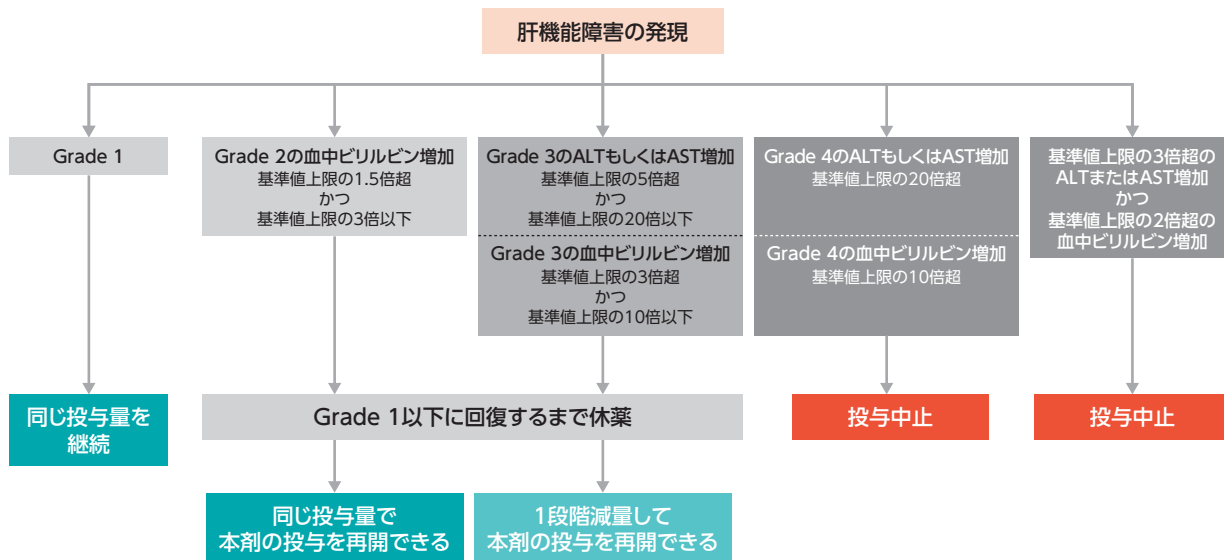 肝機能障害の発現
Grade 1
Grade 2の血中ビリルビン増加
基準値上限の1.5倍超
かつ
基準値上限の3倍以下
Grade 3のALTもしくはAST増加
基準値上限の5倍超
かつ
基準値上限の20倍以下
Grade 3の血中ビリルビン増加
基準値上限の3倍超
かつ
基準値上限の10倍以下
Grade 4のALTもしくはAST増加
基準値上限の20倍超
Grade 4の血中ビリルビン増加
基準値上限の10倍超
基準値上限の3倍超の
ALTまたはAST増加
かつ
基準値上限の2倍超の
血中ビリルビン増加
同じ投与量を
継続
Grade 1以下に回復するまで休薬
投与中止
投与中止
同じ投与量で
本剤の投与を再開できる
1段階減量して
本剤の投与を再開できる